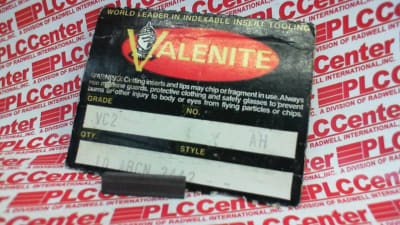 WORLD LEADER IN INDEXABLE INSERT TOOLING
VALENITE
WARNING: Cutting inserts and tips may chip or fragment in use. Always
use machine guards, protective clothing and safety glasses to prevent
burns or other injury to body or eyes from flying particles or chips.
GRADE NO.
VC2 AH
QTY. STYLE
10
PLCCenter
A DIVISION OF RADWELL INTERNATIONAL, INC.